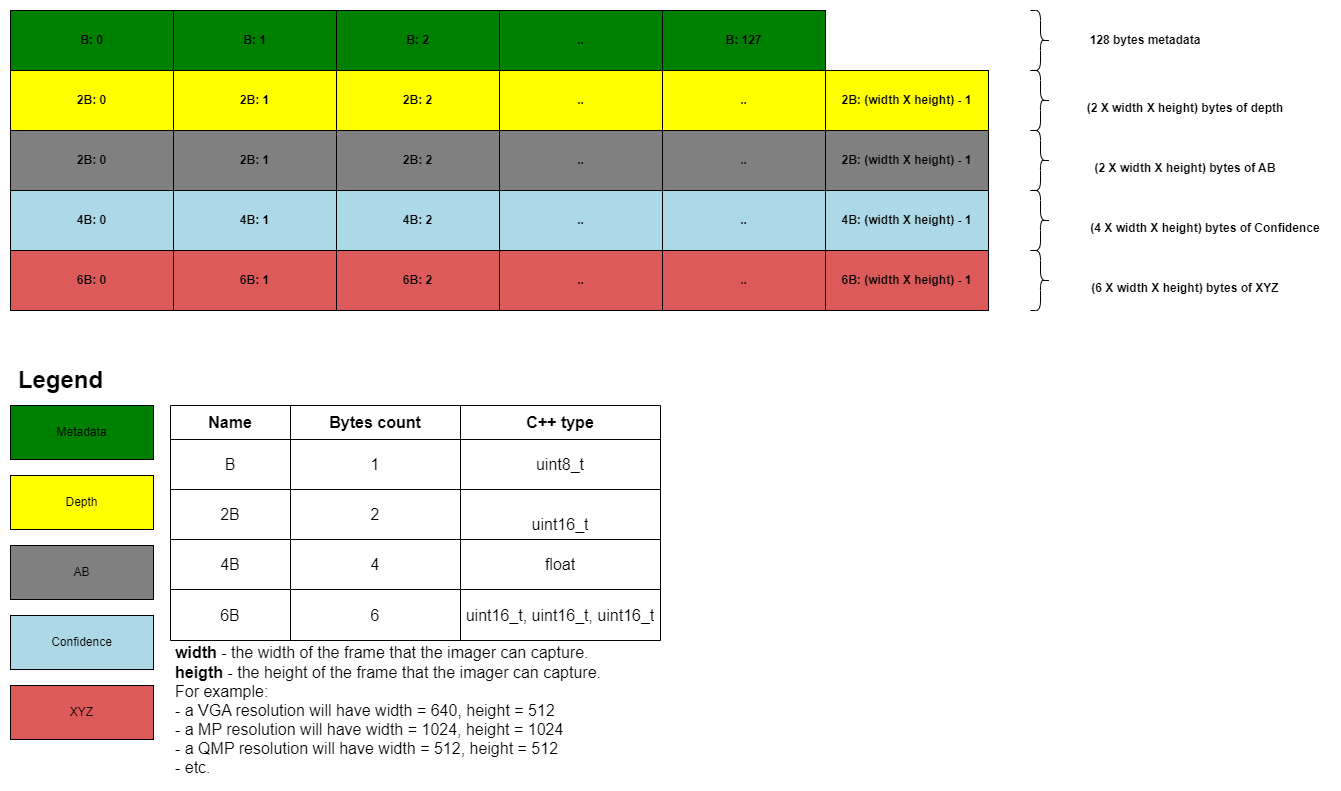 B: 0 B: 1 B: 2 .. B: 127 128 bytes metadata
2B: 0 2B: 1 2B: 2 .. .. 2B: (width X height) - 1 (2 X width X height) bytes of depth
2B: 0 2B: 1 2B: 2 .. .. 2B: (width X height) - 1 (2 X width X height) bytes of AB
4B: 0 4B: 1 4B: 2 .. .. 4B: (width X height) - 1 (4 X width X height) bytes of Confidence
6B: 0 6B: 1 6B: 2 .. .. 6B: (width X height) - 1 (6 X width X height) bytes of XYZ
Legend
Metadata
Depth
AB
Confidence
XYZ
Name Bytes count C++ type
B 1 uint8_t
2B 2 uint16_t
4B 4 float
6B 6 uint16_t, uint16_t, uint16_t
width - the width of the frame that the imager can capture.
heigth - the height of the frame that the imager can capture.
For example:
- a VGA resolution will have width = 640, height = 512
- a MP resolution will have width = 1024, height = 1024
- a QMP resolution will have width = 512, height = 512
- etc.